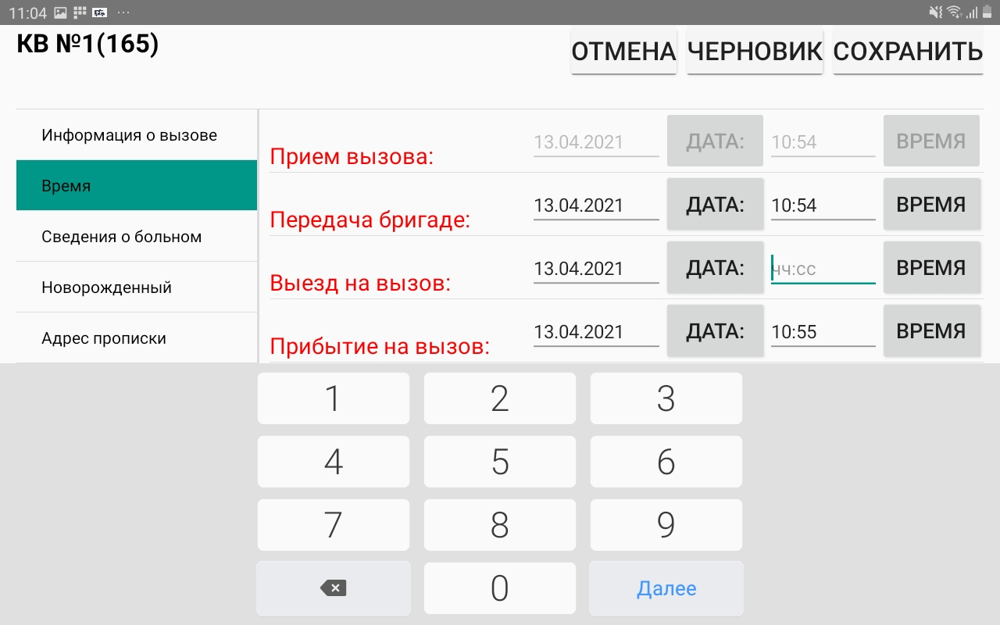 11:04
КВ №1(165)
ОТМЕНА ЧЕРНОВИК СОХРАНИТЬ
Информация о вызове
Время
Сведения о больном
Новорожденный
Адрес прописки
Прием вызова: 13.04.2021 ДАТА: 10:54 ВРЕМЯ
Передача бригаде: 13.04.2021 ДАТА: 10:54 ВРЕМЯ
Выезд на вызов: 13.04.2021 ДАТА: чч:сс ВРЕМЯ
Прибытие на вызов: 13.04.2021 ДАТА: 10:55 ВРЕМЯ
1 2 3
4 5 6
7 8 9
0 Далее